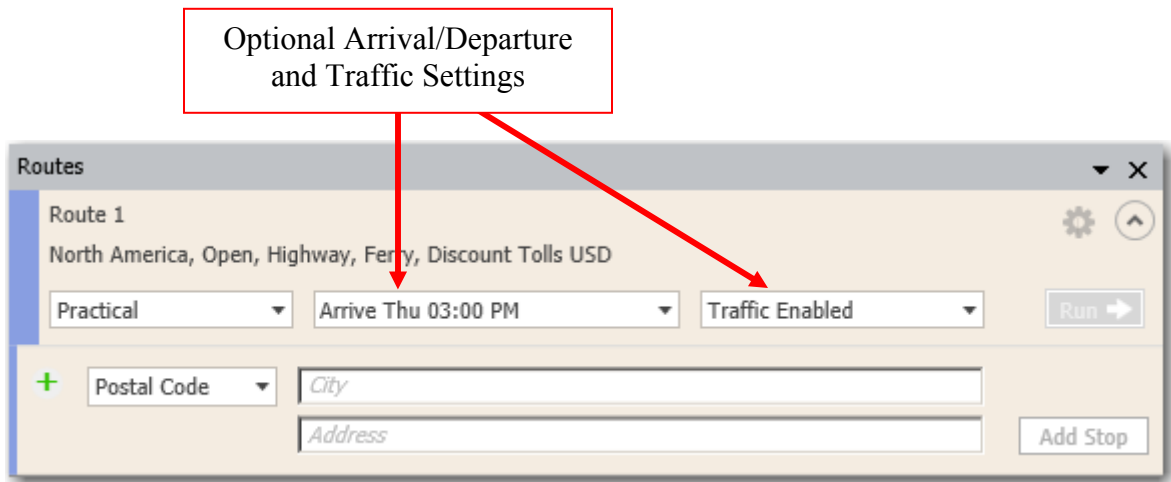 Optional Arrival/Departure
and Traffic Settings
Routes
Route 1
North America, Open, Highway, Ferry, Discount Tolls USD
Practical Arrive Thu 03:00 PM Traffic Enabled Run
Postal Code City
Address Add Stop